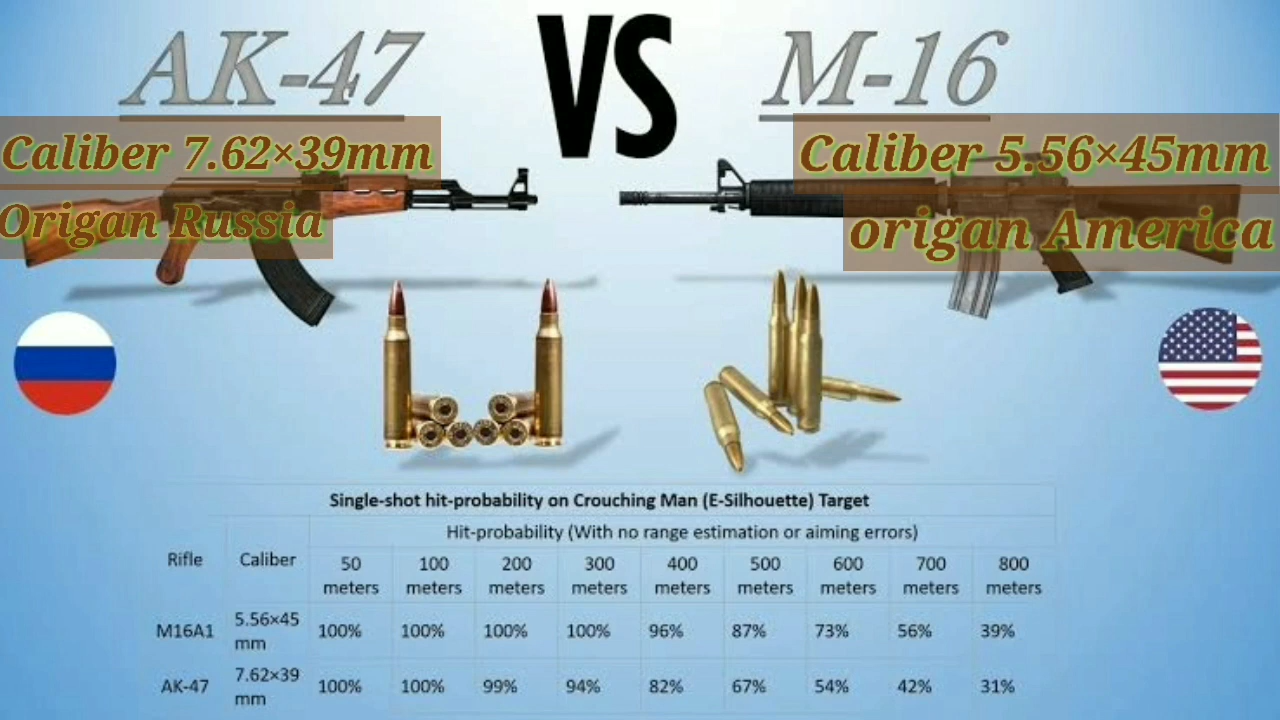 AK-47 VS M-16
Caliber 7.62×39mm
Caliber 5.56×45mm
Origan Russia
origan America
Single-shot hit-probability on Crouching Man (E-Silhouette) Target
Hit-probability (With no range estimation or aiming errors)
Rifle Caliber 50 meters 100 meters 200 meters 300 meters 400 meters 500 meters 600 meters 700 meters 800 meters
M16A1 5.56×45 mm 100% 100% 100% 100% 96% 87% 73% 56% 39%
AK-47 7.62×39 mm 100% 100% 99% 94% 82% 67% 54% 42% 31%